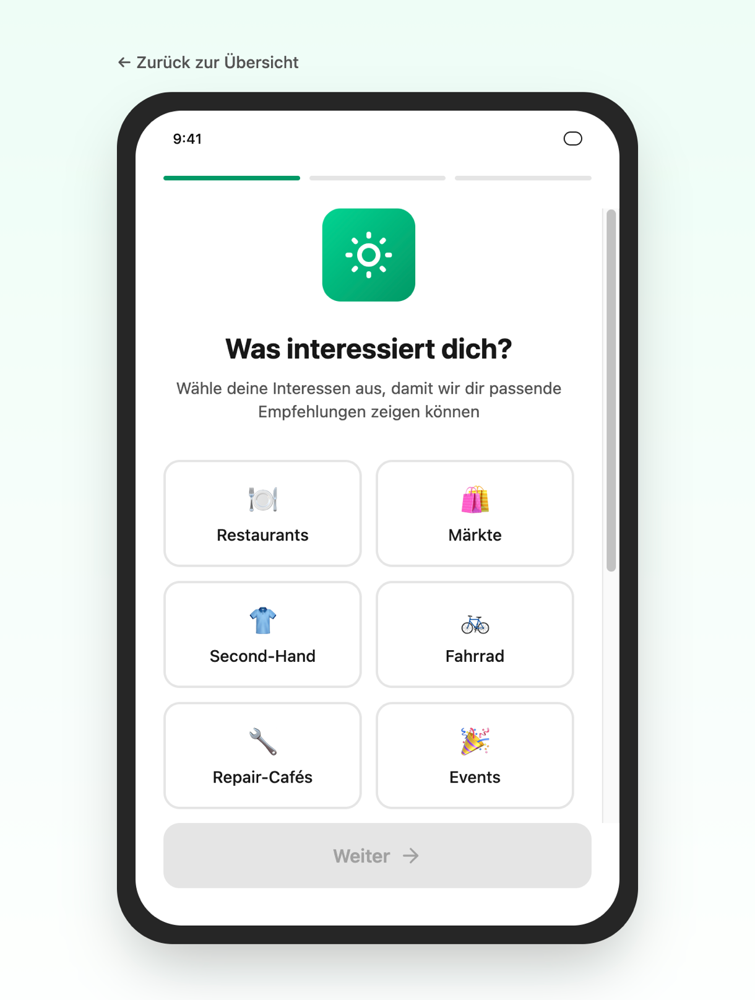 ← Zurück zur Übersicht
9:41
Was interessiert dich?
Wähle deine Interessen aus, damit wir dir passende
Empfehlungen zeigen können
Restaurants
Märkte
Second-Hand
Fahrrad
Repair-Cafés
Events
Weiter →